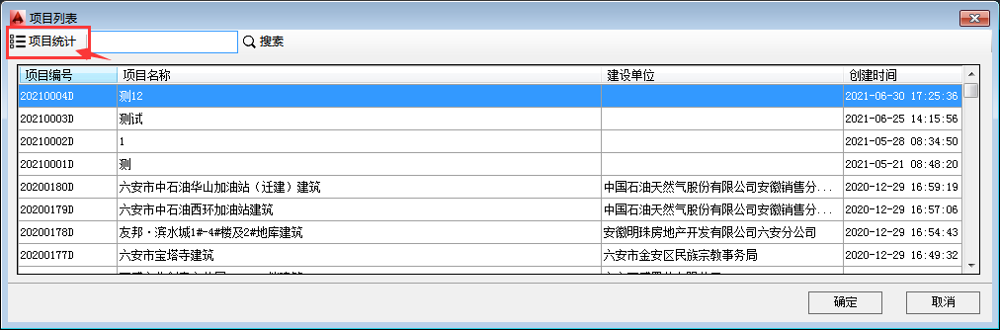 项目列表
项目统计 搜索
项目编号 项目名称 建设单位 创建时间
20210004D 测12 2021-06-30 17:25:36
20210003D 测试 2021-06-25 14:15:56
20210002D 1 2021-05-28 08:34:50
20210001D 测 2021-05-21 08:48:20
20200180D 六安市中石油华山加油站（迁建）建筑 中国石油天然气股份有限公司安徽销售分... 2020-12-29 16:59:19
20200179D 六安市中石油西环加油站建筑 中国石油天然气股份有限公司安徽销售分... 2020-12-29 16:57:06
20200178D 友邦·滨水城1#-4#楼及2#地库建筑 安徽明珠房地产开发有限公司六安分公司 2020-12-29 16:54:43
20200177D 六安市宝塔寺建筑 六安市金安区民族宗教事务局 2020-12-29 16:49:32
确定 取消